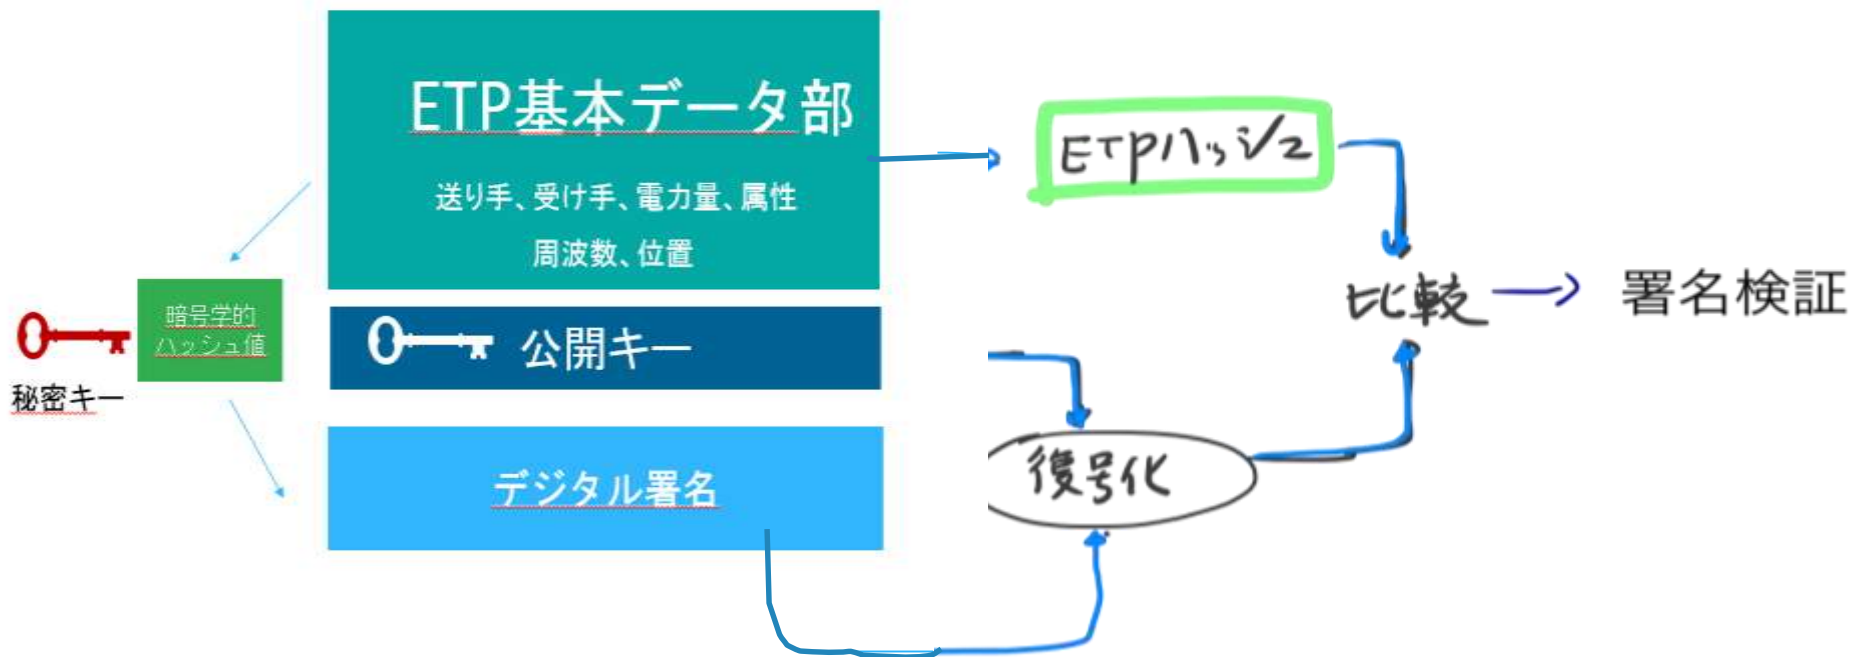 ETP基本データ部
送り手、受け手、電力量、属性
周波数、位置
暗号学的
ハッシュ値
秘密キー
公開キー
デジタル署名
ETPハッシュ
比較
署名検証
復号化